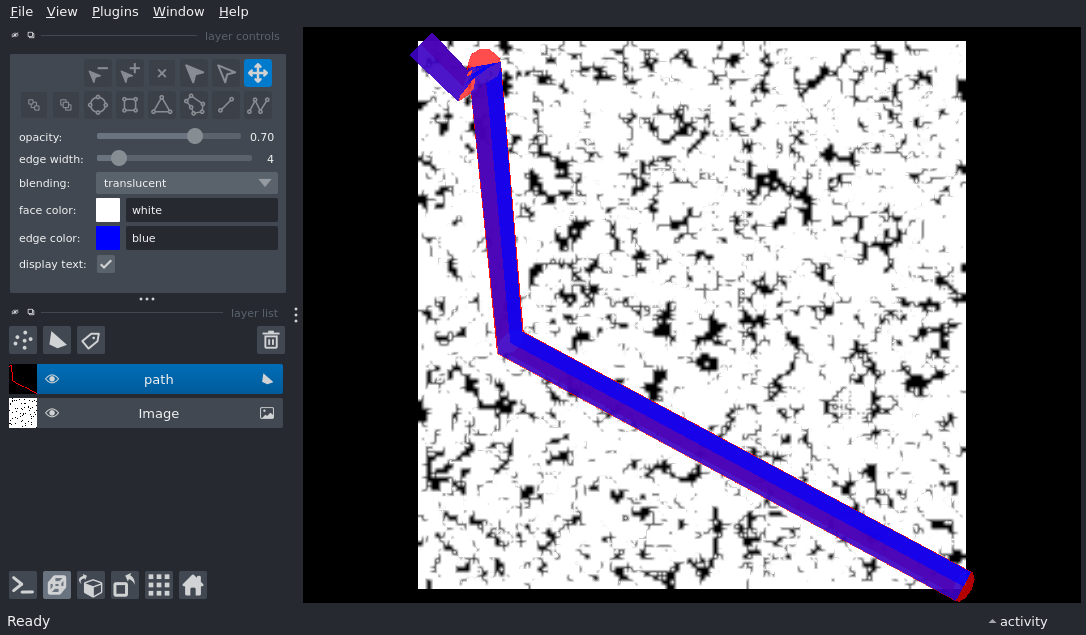 File View Plugins Window Help
layer controls
opacity: 0.70
edge width: 4
blending: translucent
face color: white
edge color: blue
display text:
layer list
path
Image
Ready activity